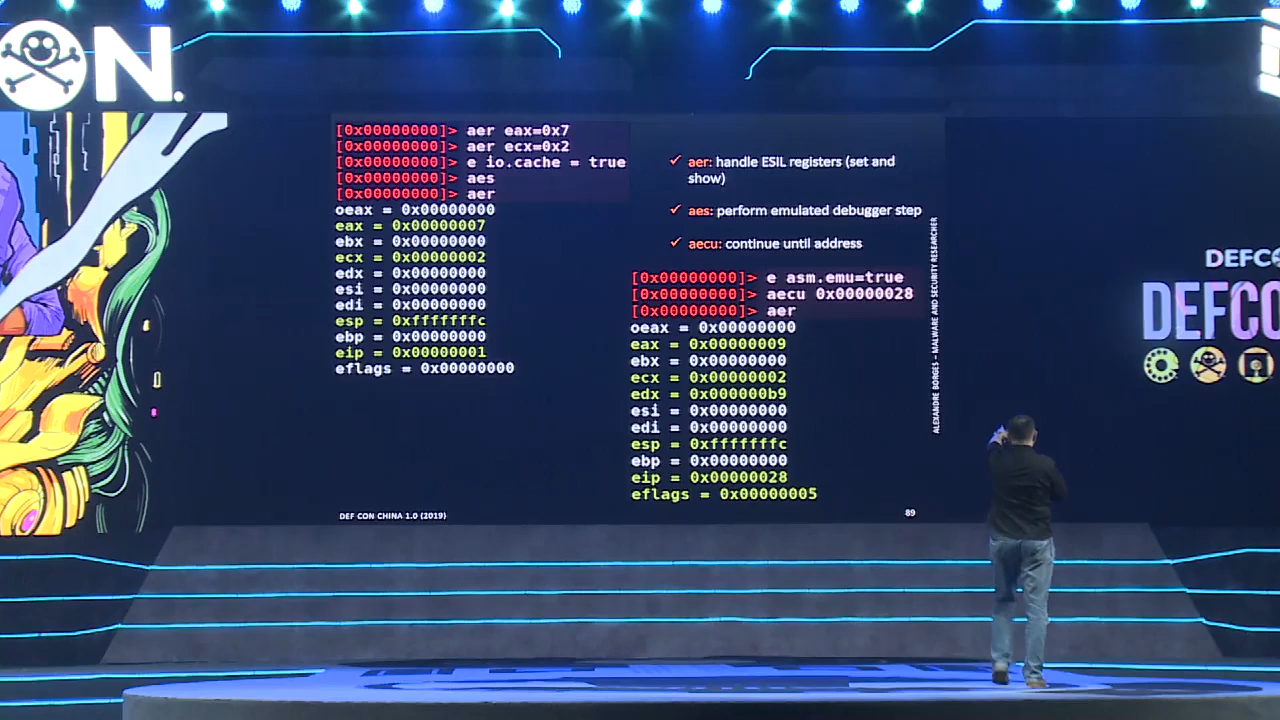 N.
[0x00000000]> aer eax=0x7
[0x00000000]> aer ecx=0x2
[0x00000000]> e io.cache = true
[0x00000000]> aes
[0x00000000]> aer
oeax = 0x00000000
eax = 0x00000007
ebx = 0x00000000
ecx = 0x00000002
edx = 0x00000000
esi = 0x00000000
edi = 0x00000000
esp = 0xfffffffc
ebp = 0x00000000
eip = 0x00000001
eflags = 0x00000000
✓ aer: handle ESIL registers (set and
show)
✓ aes: perform emulated debugger step
✓ aecu: continue until address
[0x00000000]> e asm.emu=true
[0x00000000]> aecu 0x00000028
[0x00000000]> aer
oeax = 0x00000000
eax = 0x00000009
ebx = 0x00000000
ecx = 0x00000002
edx = 0x000000b9
esi = 0x00000000
edi = 0x00000000
esp = 0xfffffffc
ebp = 0x00000000
eip = 0x00000028
eflags = 0x00000005
ALEXANDRE BORGES – MALWARE AND SECURITY RESEARCHER
DEF CON CHINA 1.0 (2019)
89
DEFCO
DEFCO